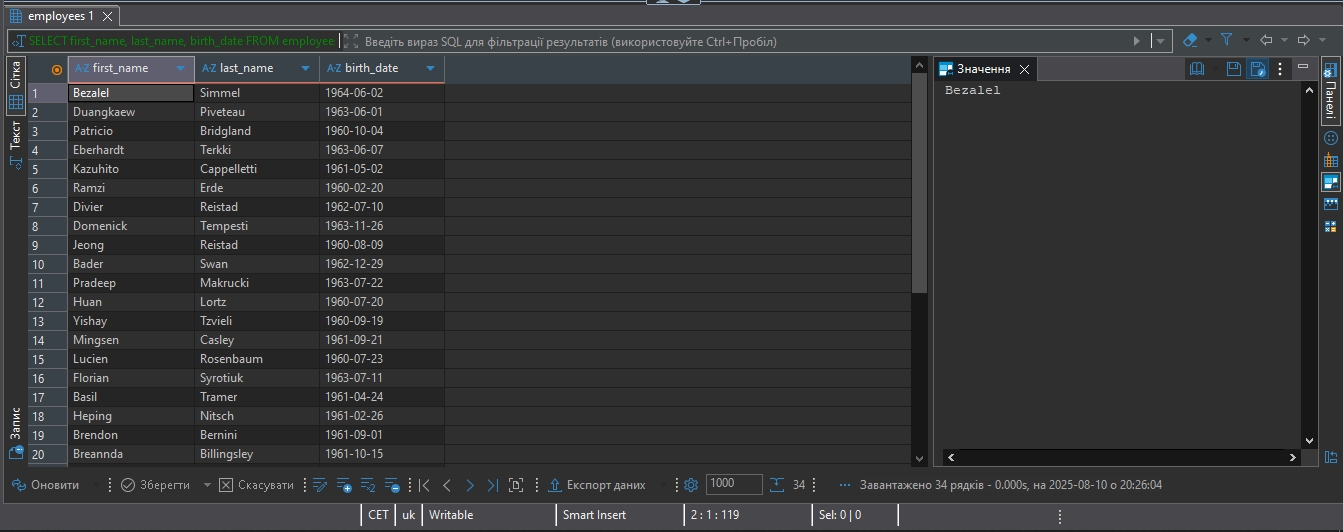 employees 1
SELECT first_name, last_name, birth_date FROM employee
Введіть вираз SQL для фільтрації результатів (використовуйте Ctrl+Пробіл)
Сітка
Текст
Запис
A-Z first_name A-Z last_name A-Z birth_date
1 Bezalel Simmel 1964-06-02
2 Duangkaew Piveteau 1963-06-01
3 Patricio Bridgland 1960-10-04
4 Eberhardt Terkki 1963-06-07
5 Kazuhito Cappelletti 1961-05-02
6 Ramzi Erde 1960-02-20
7 Divier Reistad 1962-07-10
8 Domenick Tempesti 1963-11-26
9 Jeong Reistad 1960-08-09
10 Bader Swan 1962-12-29
11 Pradeep Makrucki 1963-07-22
12 Huan Lortz 1960-07-20
13 Yishay Tzvieli 1960-09-19
14 Mingsen Casley 1961-09-21
15 Lucien Rosenbaum 1960-07-23
16 Florian Syrotiuk 1963-07-11
17 Basil Tramer 1961-04-24
18 Heping Nitsch 1961-02-26
19 Brendon Bernini 1961-09-01
20 Breannda Billingsley 1961-10-15
Значення
Bezalel
Панелі
Оновити Зберегти Скасувати Експорт даних 1000 34 Завантажено 34 рядків - 0.000s, на 2025-08-10 о 20:26:04
CET uk Writable Smart Insert 2 : 1 : 119 Sel: 0 | 0